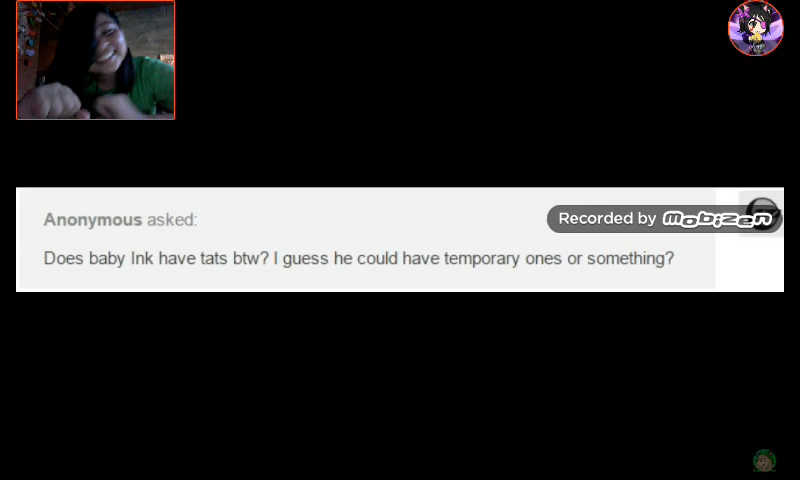 Anonymous asked:
Recorded by mobizen
Does baby Ink have tats btw? I guess he could have temporary ones or something?